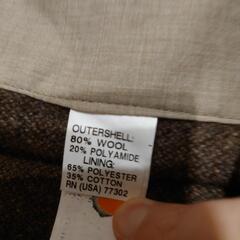 OUTERSHELL:
80% WOOL
20% POLYAMIDE
LINING:
65% POLYESTER
35% COTTON
RN (USA) 77302